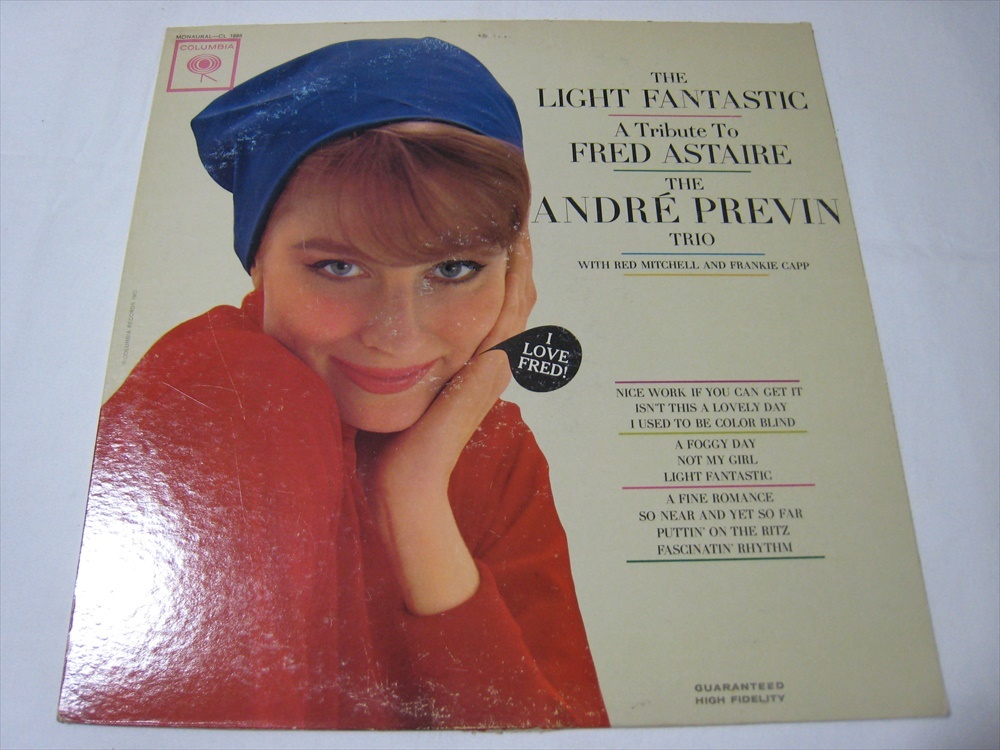 MONAURAL—CL 1888
COLUMBIA
THE
LIGHT FANTASTIC
A Tribute To
FRED ASTAIRE
THE
ANDRÉ PREVIN
TRIO
WITH RED MITCHELL AND FRANKIE CAPP
I
LOVE
FRED!
NICE WORK IF YOU CAN GET IT
ISN'T THIS A LOVELY DAY
I USED TO BE COLOR BLIND
A FOGGY DAY
NOT MY GIRL
LIGHT FANTASTIC
A FINE ROMANCE
SO NEAR AND YET SO FAR
PUTTIN' ON THE RITZ
FASCINATIN' RHYTHM
GUARANTEED
HIGH FIDELITY